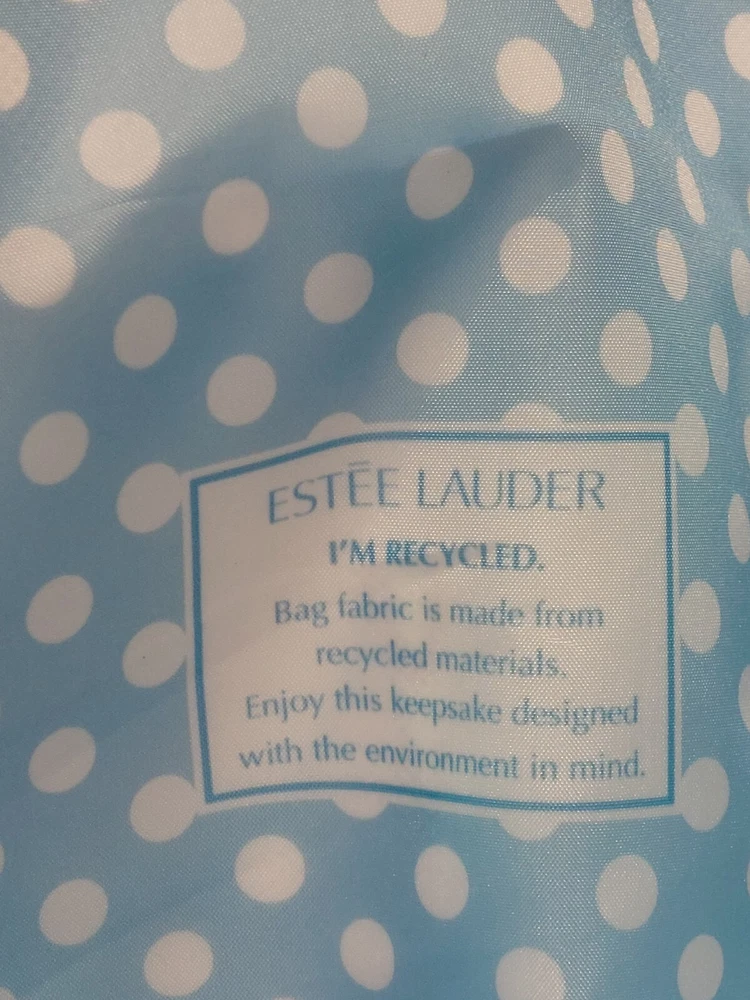 ESTĒE LAUDER
I'M RECYCLED.
Bag fabric is made from
recycled materials.
Enjoy this keepsake designed
with the environment in mind.